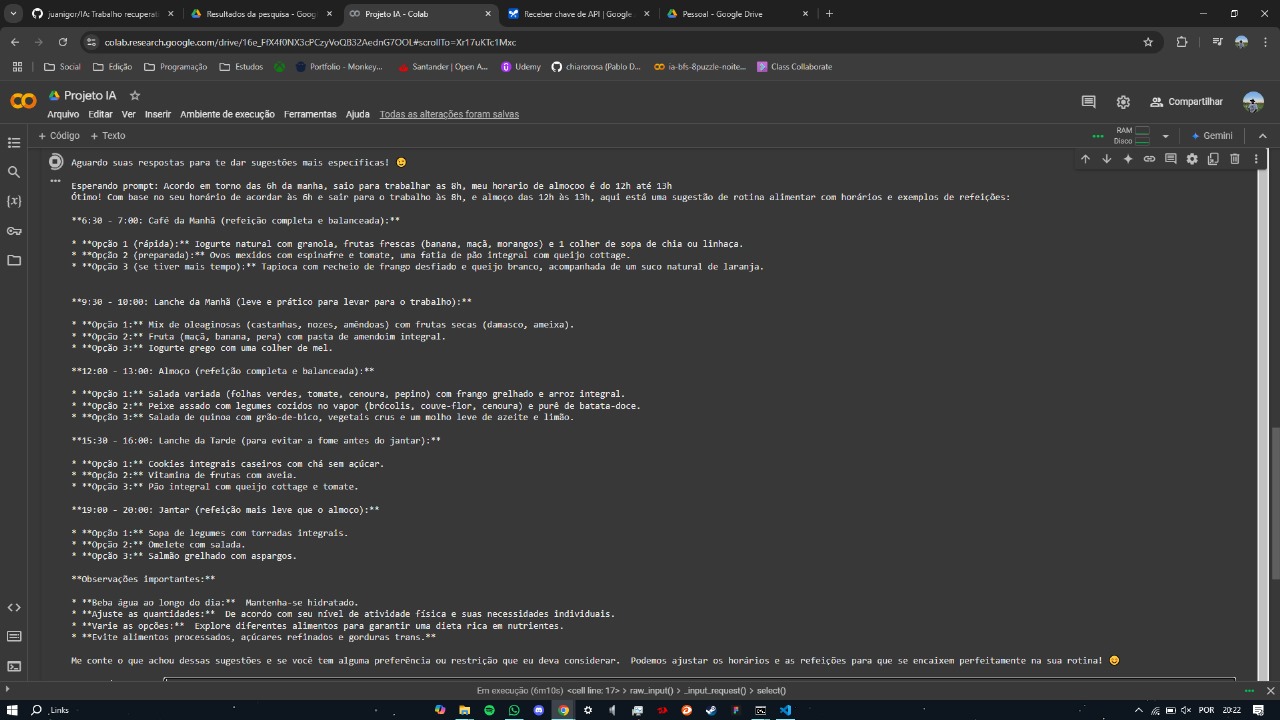 juanigor/IA: Trabalho recuperat
Resultados da pesquisa - Goog
Projeto IA - Colab
Receber chave de API | Google
Pessoal - Google Drive
colab.research.google.com/drive/16e_FfX4f0NX3cPCzyVoQB32AednG7OOL#scrollTo=Xr17uKTc1Mxc
Social
Edição
Programação
Estudos
Portfolio - Monkey...
Santander | Open A...
Udemy
chiarorosa (Pablo D...
ia-bfs-8puzzle-noite...
Class Collaborate
Projeto IA
Compartilhar
Arquivo Editar Ver Inserir Ambiente de execução Ferramentas Ajuda Todas as alterações foram salvas
+ Código + Texto
RAM
Disco
Gemini
Aguardo suas respostas para te dar sugestões mais específicas! 😉
Esperando prompt: Acordo em torno das 6h da manha, saio para trabalhar as 8h, meu horario de almoçoo é do 12h até 13h
Ótimo! Com base no seu horário de acordar às 6h e sair para o trabalho às 8h, e almoço das 12h às 13h, aqui está uma sugestão de rotina alimentar com horários e exemplos de refeições:
**6:30 - 7:00: Café da Manhã (refeição completa e balanceada):**
* **Opção 1 (rápida):** Iogurte natural com granola, frutas frescas (banana, maçã, morangos) e 1 colher de sopa de chia ou linhaça.
* **Opção 2 (preparada):** Ovos mexidos com espinafre e tomate, uma fatia de pão integral com queijo cottage.
* **Opção 3 (se tiver mais tempo):** Tapioca com recheio de frango desfiado e queijo branco, acompanhada de um suco natural de laranja.
**9:30 - 10:00: Lanche da Manhã (leve e prático para levar para o trabalho):**
* **Opção 1:** Mix de oleaginosas (castanhas, nozes, amêndoas) com frutas secas (damasco, ameixa).
* **Opção 2:** Fruta (maçã, banana, pera) com pasta de amendoim integral.
* **Opção 3:** Iogurte grego com uma colher de mel.
**12:00 - 13:00: Almoço (refeição completa e balanceada):**
* **Opção 1:** Salada variada (folhas verdes, tomate, cenoura, pepino) com frango grelhado e arroz integral.
* **Opção 2:** Peixe assado com legumes cozidos no vapor (brócolis, couve-flor, cenoura) e purê de batata-doce.
* **Opção 3:** Salada de quinoa com grão-de-bico, vegetais crus e um molho leve de azeite e limão.
**15:30 - 16:00: Lanche da Tarde (para evitar a fome antes do jantar):**
* **Opção 1:** Cookies integrais caseiros com chá sem açúcar.
* **Opção 2:** Vitamina de frutas com aveia.
* **Opção 3:** Pão integral com queijo cottage e tomate.
**19:00 - 20:00: Jantar (refeição mais leve que o almoço):**
* **Opção 1:** Sopa de legumes com torradas integrais.
* **Opção 2:** Omelete com salada.
* **Opção 3:** Salmão grelhado com aspargos.
**Observações importantes:**
* **Beba água ao longo do dia:** Mantenha-se hidratado.
* **Ajuste as quantidades:** De acordo com seu nível de atividade física e suas necessidades individuais.
* **Varie as opções:** Explore diferentes alimentos para garantir uma dieta rica em nutrientes.
* **Evite alimentos processados, açúcares refinados e gorduras trans.**
Me conte o que achou dessas sugestões e se você tem alguma preferência ou restrição que eu deva considerar. Podemos ajustar os horários e as refeições para que se encaixem perfeitamente na sua rotina! 😉
Em execução (6m10s) <cell line: 17> > raw_input() > _input_request() > select()
Links
POR
20:22